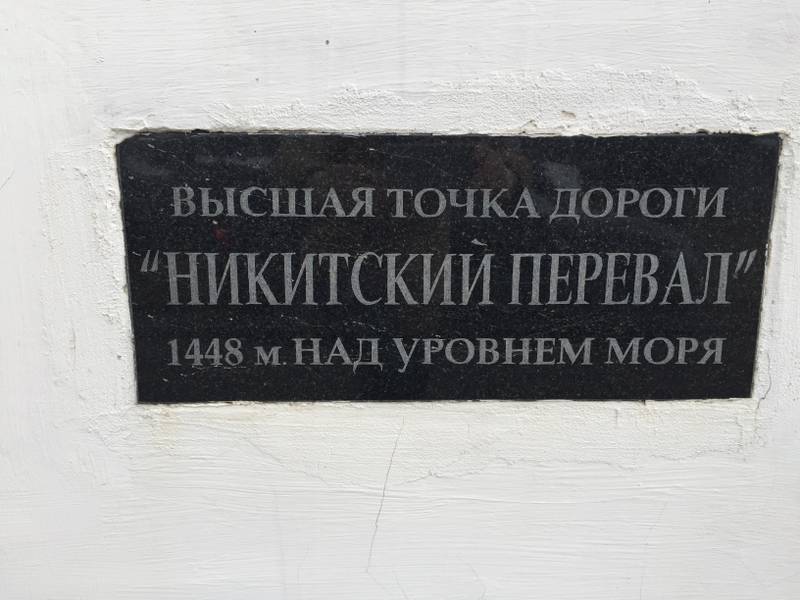 ВЫСШАЯ ТОЧКА ДОРОГИ
"НИКИТСКИЙ ПЕРЕВАЛ"
1448 м. НАД УРОВНЕМ МОРЯ